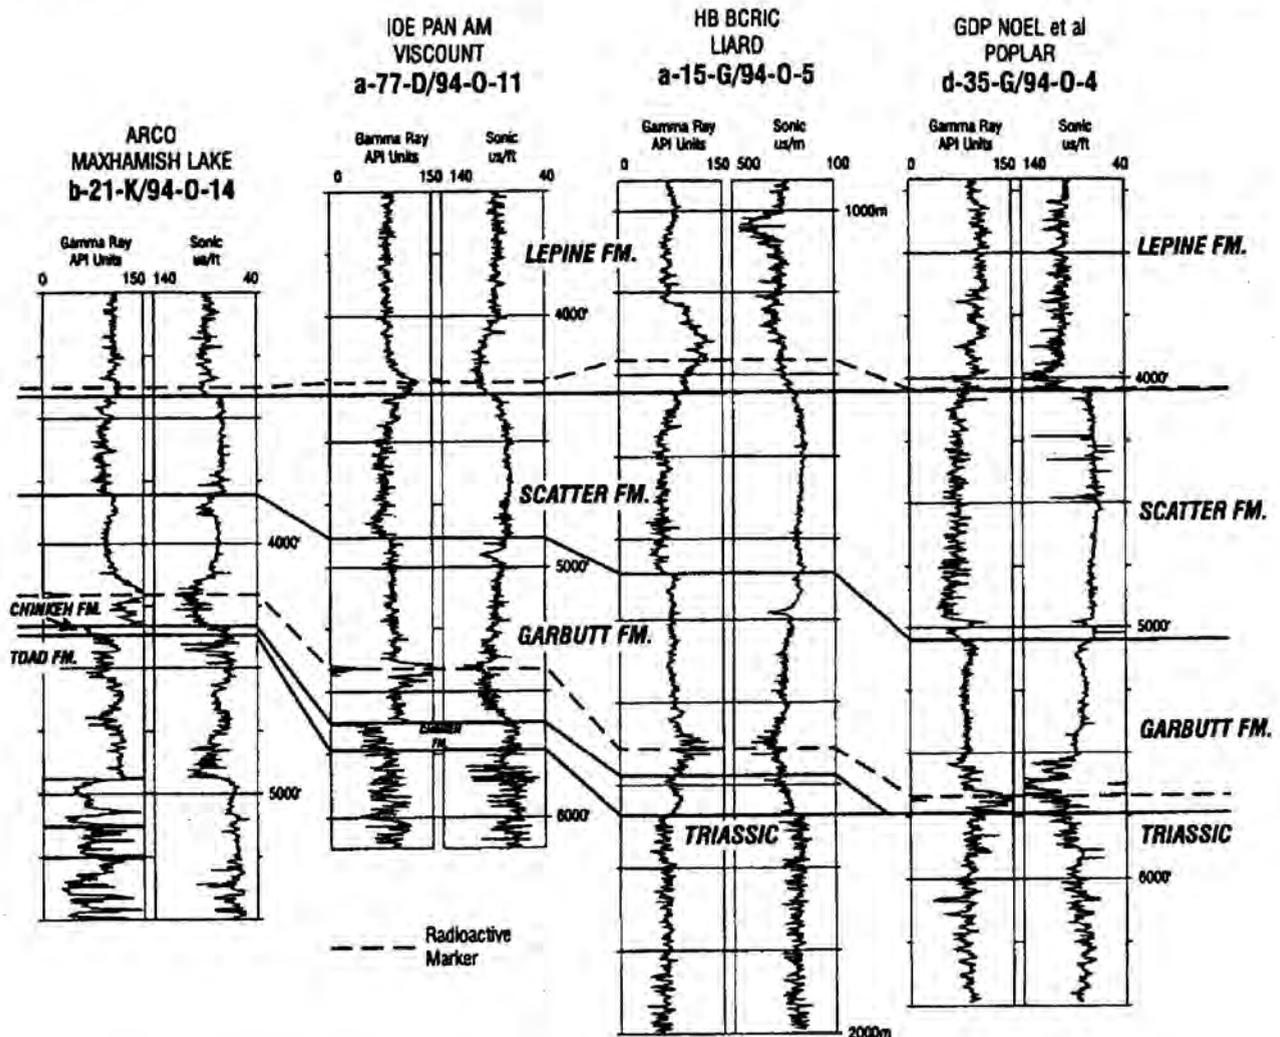 ARCO
MAXHAMISH LAKE
b-21-K/94-O-14
Gamma Ray
API Units
Sonic
us/ft
0
150 140
40
4000'
5000'
CHINKEH FM.
TOAD FM.
IOE PAN AM
VISCOUNT
a-77-D/94-O-11
Gamma Ray
API Units
Sonic
us/ft
0
150 140
40
4000'
5000'
6000'
CHINKEH
FM.
HB BCRIC
LIARD
a-15-G/94-O-5
Gamma Ray
API Units
Sonic
us/m
0
150 500
100
1000m
2000m
GDP NOEL et al
POPLAR
d-35-G/94-O-4
Gamma Ray
API Units
Sonic
us/ft
0
150 140
40
4000'
5000'
6000'
LEPINE FM.
LEPINE FM.
SCATTER FM.
SCATTER FM.
GARBUTT FM.
GARBUTT FM.
TRIASSIC
TRIASSIC
Radioactive
Marker